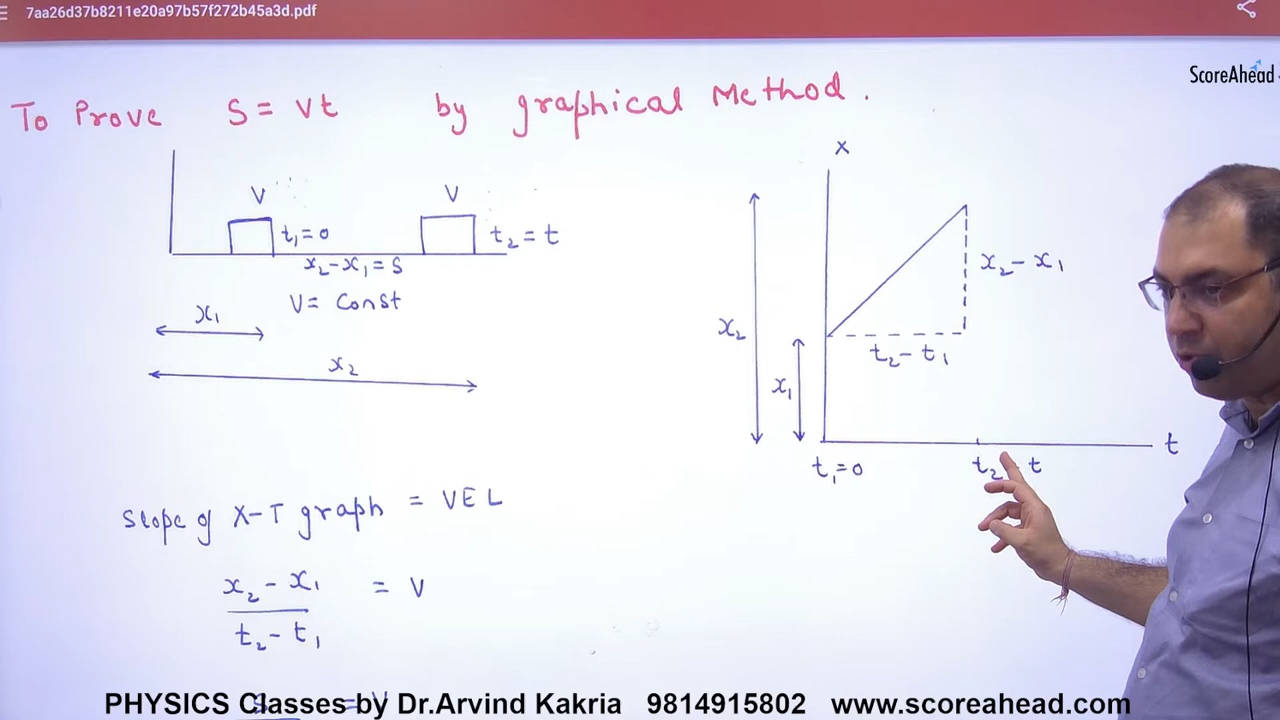 7aa26d37b8211e20a97b57f272b45a3d.pdf
ScoreAhead
To Prove S = Vt by graphical Method.
x
V V
t₁=0 t₂=t
x₂-x₁=S
V= Const
x₁
x₂
x₂
x₂-x₁
t₂-t₁
x₁
t
t₁=0 t₂ t
Slope of X-T graph = VEL
x₂-x₁ = V
t₂-t₁
PHYSICS Classes by Dr.Arvind Kakria 9814915802 www.scoreahead.com